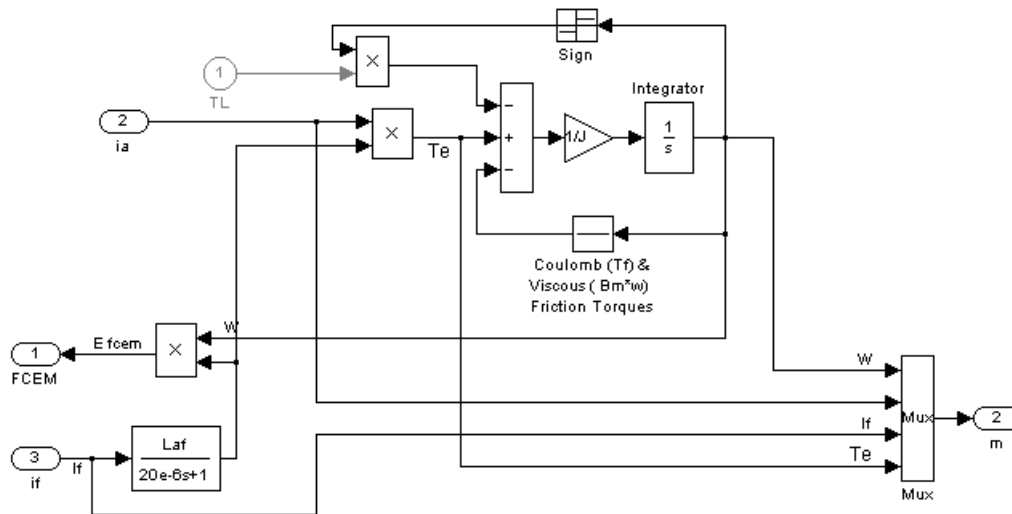 Sign
1
TL
×
2
ia
×
Te
−
+
−
1/J
Integrator
1
s
Coulomb (Tf) &
Viscous ( Bm*w)
Friction Torques
1
FCEM
E fcem
×
W
W
3
if
If
Laf
20e-6s+1
If
Te
Mux
Mux
2
m